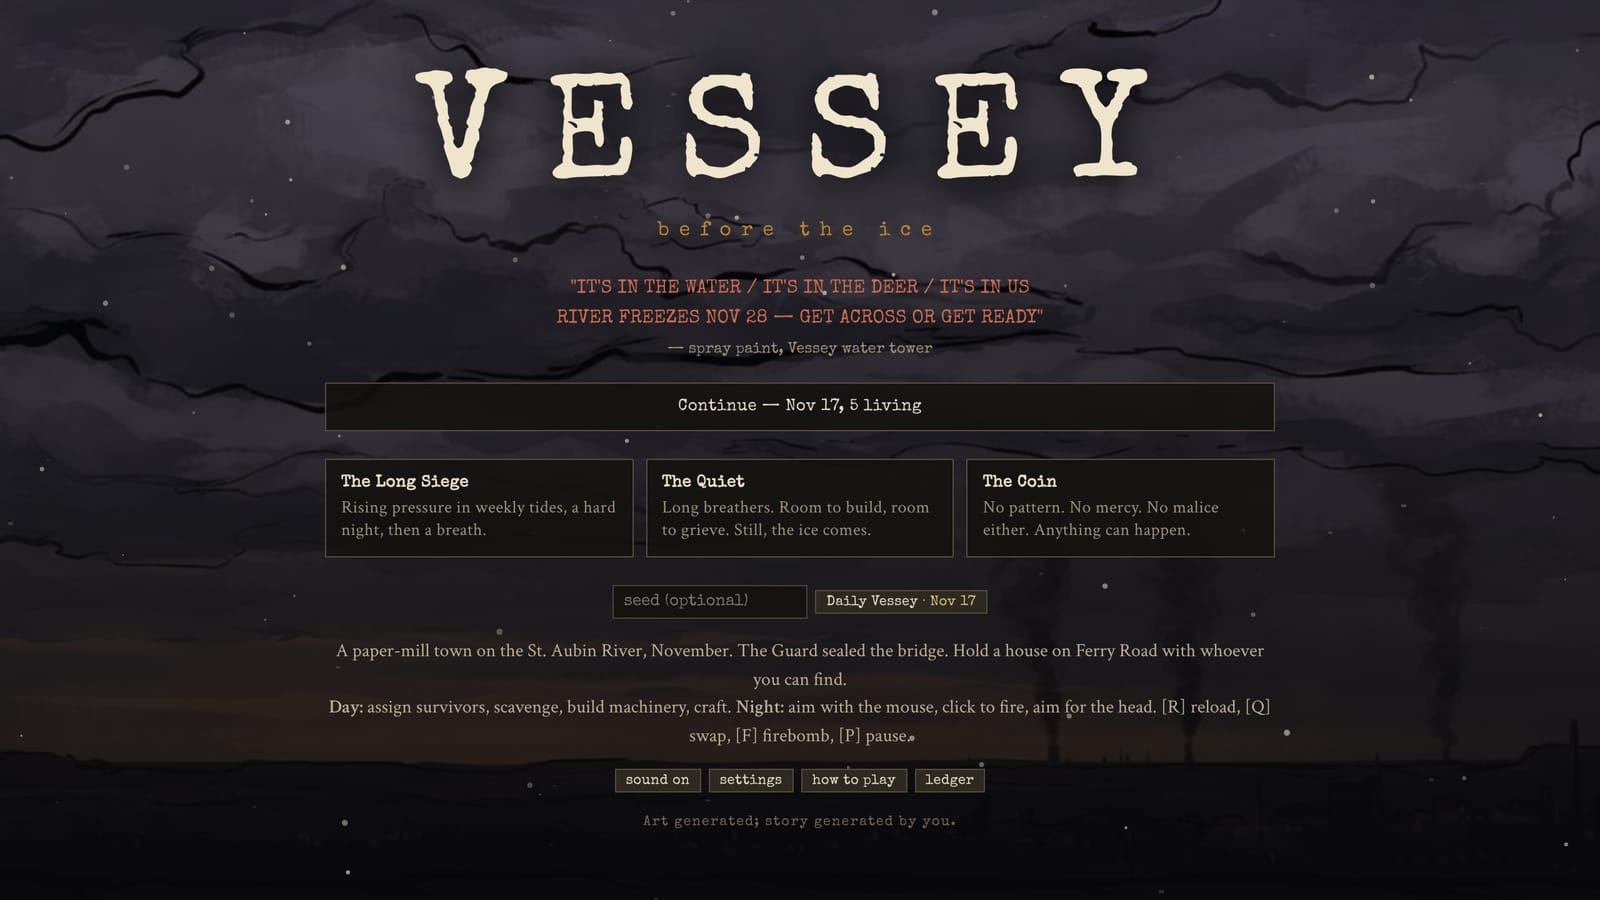 VESSEY
before the ice
"IT'S IN THE WATER / IT'S IN THE DEER / IT'S IN US
RIVER FREEZES NOV 28 — GET ACROSS OR GET READY"
— spray paint, Vessey water tower
Continue — Nov 17, 5 living
The Long Siege
Rising pressure in weekly tides, a hard
night, then a breath.
The Quiet
Long breathers. Room to build, room
to grieve. Still, the ice comes.
The Coin
No pattern. No mercy. No malice
either. Anything can happen.
seed (optional)
Daily Vessey · Nov 17
A paper-mill town on the St. Aubin River, November. The Guard sealed the bridge. Hold a house on Ferry Road with whoever
you can find.
Day: assign survivors, scavenge, build machinery, craft. Night: aim with the mouse, click to fire, aim for the head. [R] reload, [Q]
swap, [F] firebomb, [P] pause.
sound on
settings
how to play
ledger
Art generated; story generated by you.